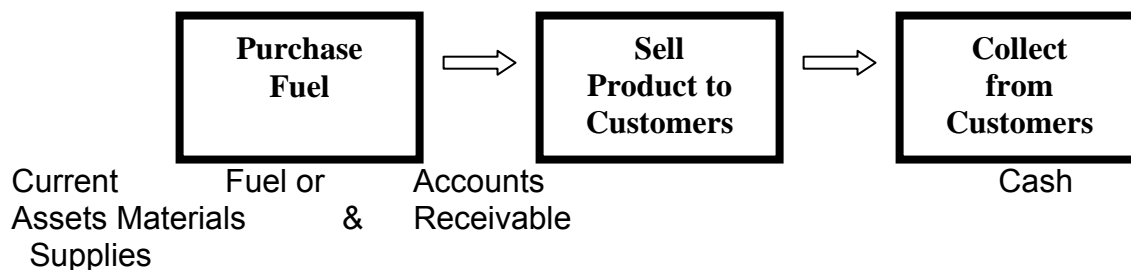 Purchase
Fuel
Sell
Product to
Customers
Collect
from
Customers
Current Fuel or Accounts Cash
Assets Materials & Receivable
Supplies